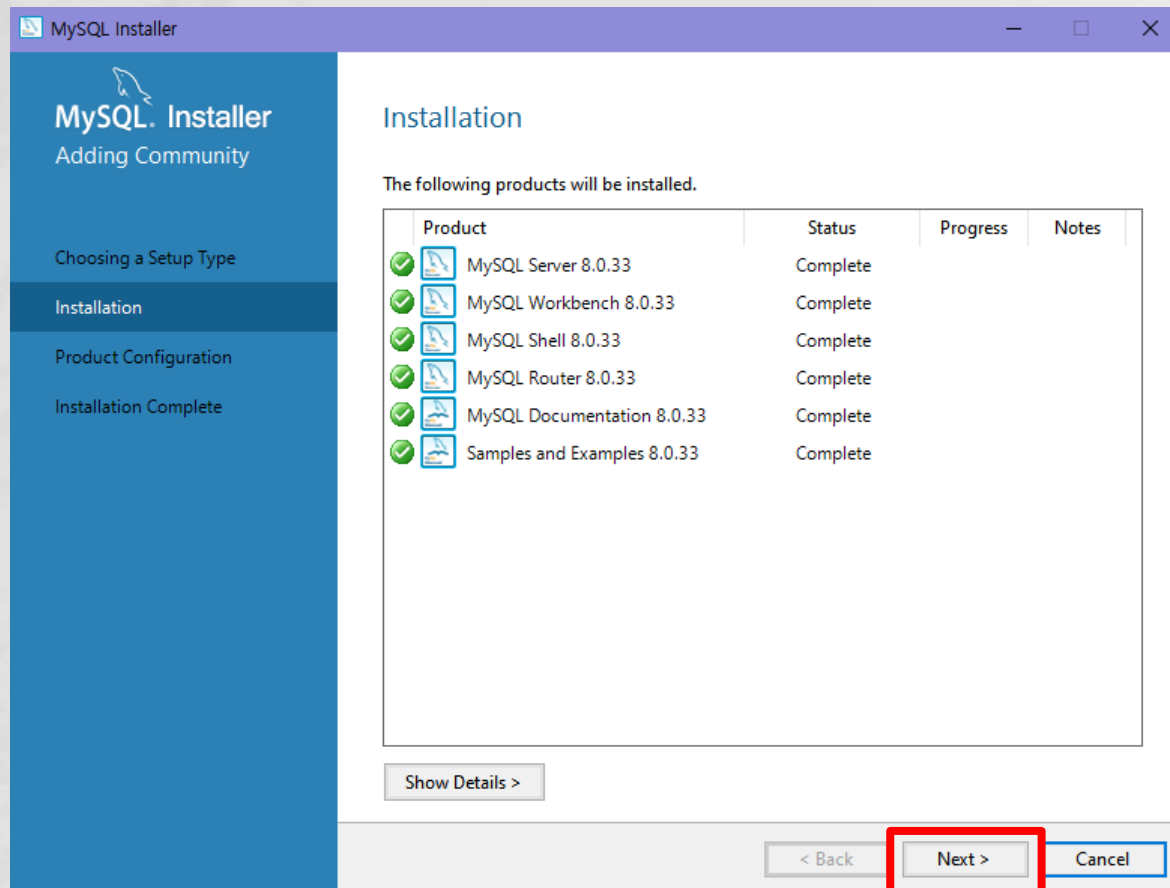 MySQL Installer
MySQL. Installer
Adding Community
Choosing a Setup Type
Installation
Product Configuration
Installation Complete
Installation
The following products will be installed.
Product Status Progress Notes
MySQL Server 8.0.33 Complete
MySQL Workbench 8.0.33 Complete
MySQL Shell 8.0.33 Complete
MySQL Router 8.0.33 Complete
MySQL Documentation 8.0.33 Complete
Samples and Examples 8.0.33 Complete
Show Details >
< Back Next > Cancel